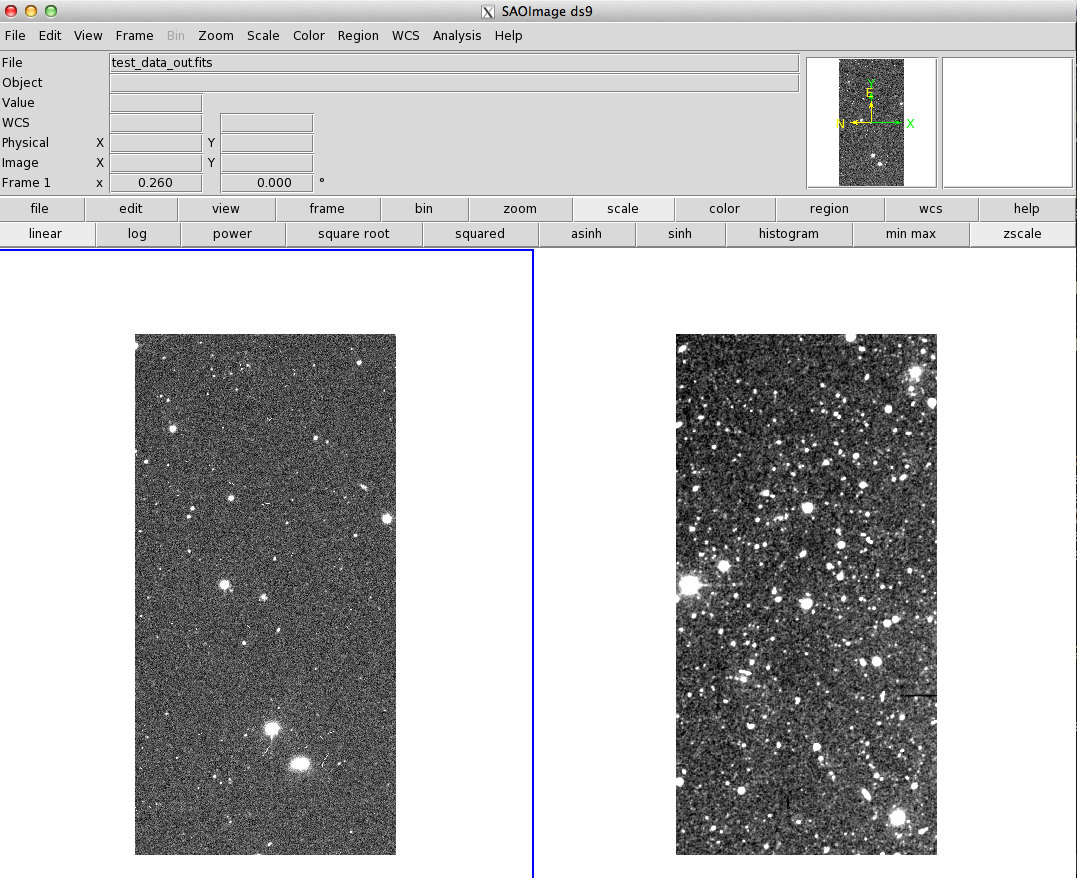 X SAOImage ds9
File Edit View Frame Bin Zoom Scale Color Region WCS Analysis Help
File test_data_out.fits
Object
Value
WCS
Physical X Y
Image X Y
Frame 1 x 0.260 0.000 °
Y
E
N X
file edit view frame bin zoom scale color region wcs help
linear log power square root squared asinh sinh histogram min max zscale